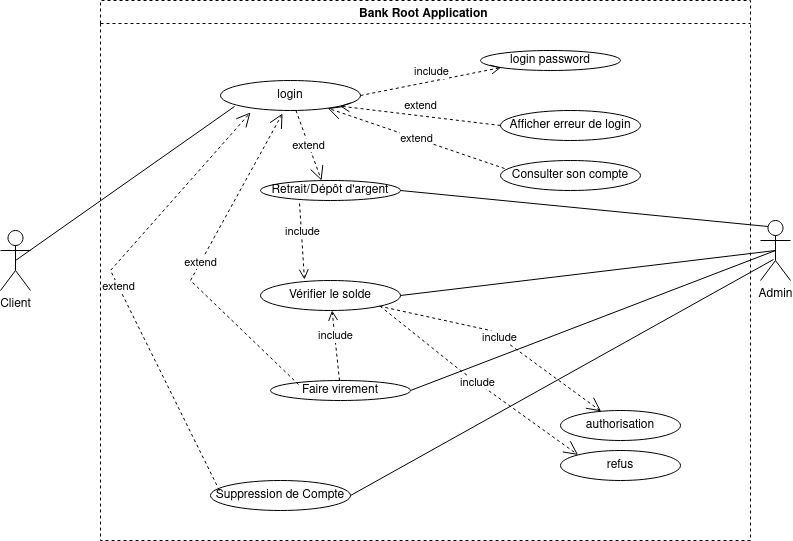 Bank Root Application
login password
include
login
extend
Afficher erreur de login
extend
extend
Consulter son compte
Retrait/Dépôt d'argent
include
extend
extend
Client
Admin
Vérifier le solde
include
include
include
Faire virement
authorisation
refus
Suppression de Compte